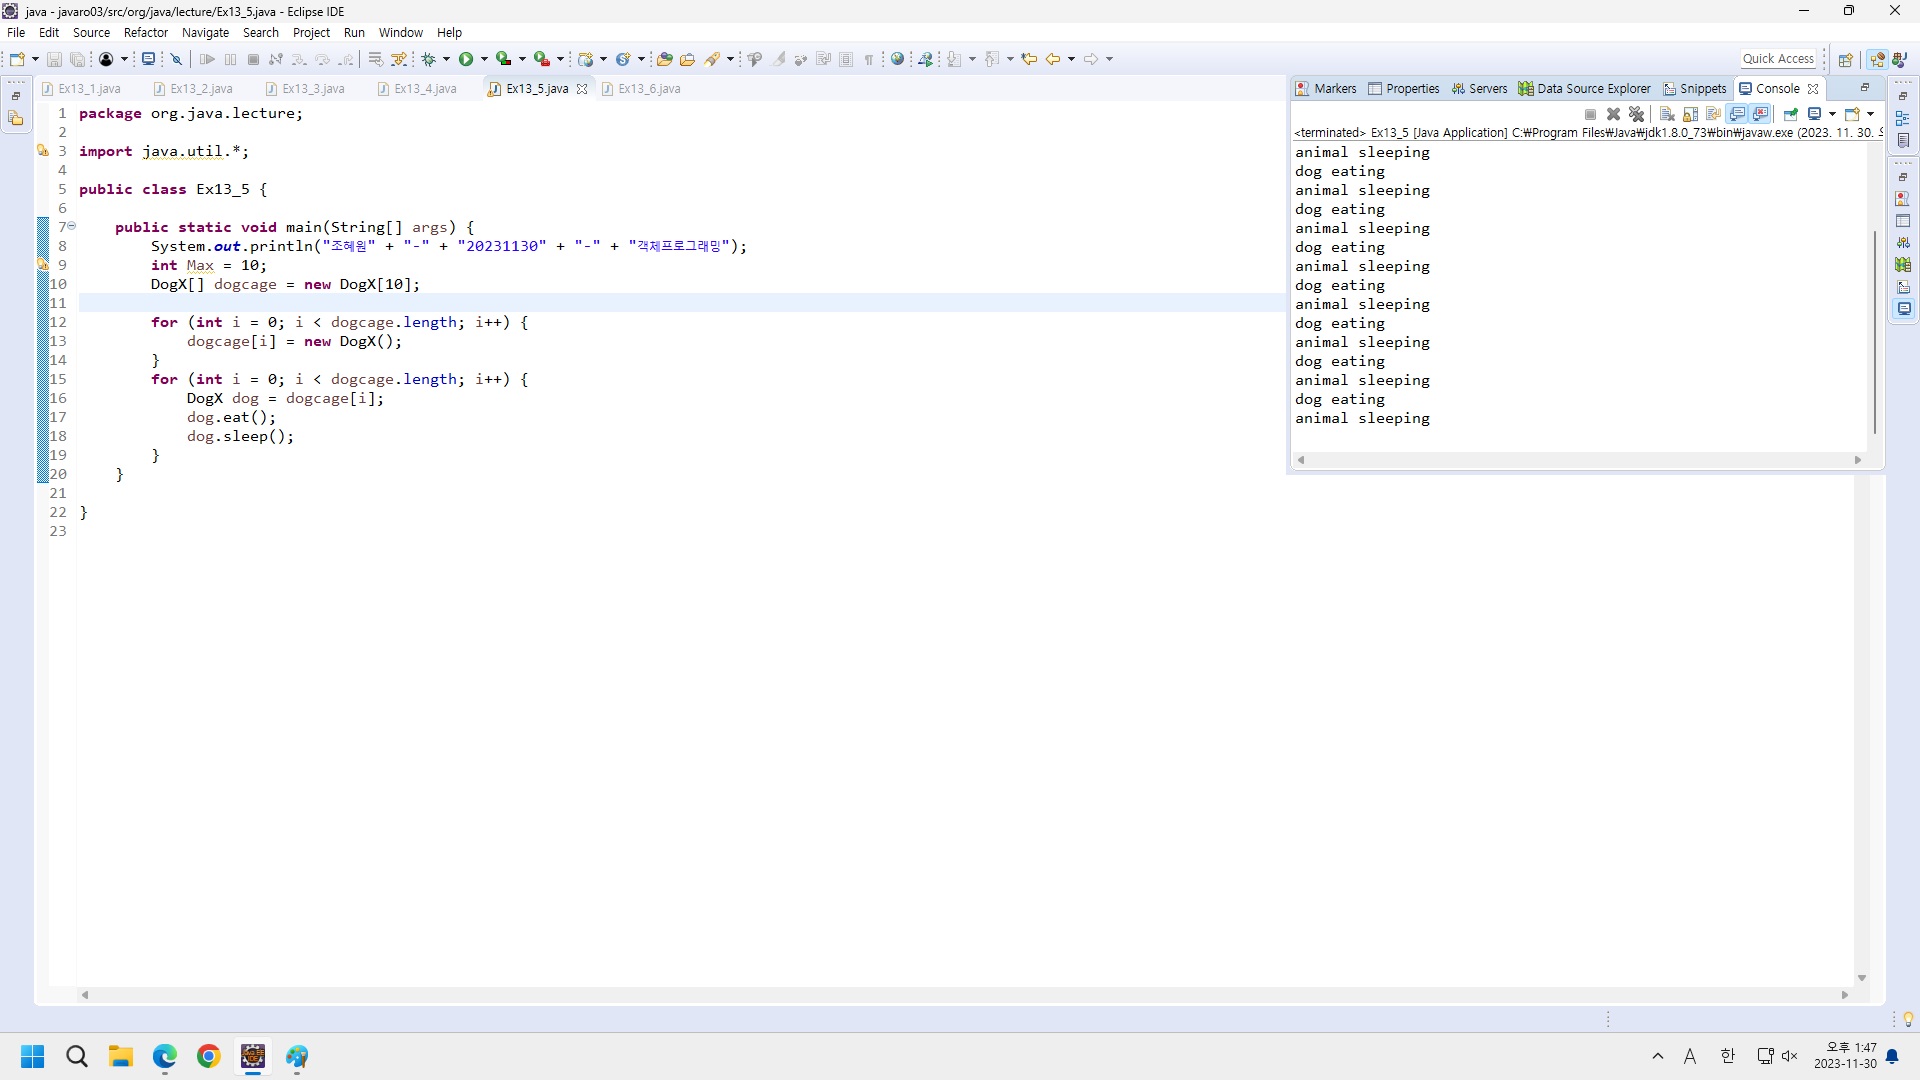 java - javaro03/src/org/java/lecture/Ex13_5.java - Eclipse IDE
File Edit Source Refactor Navigate Search Project Run Window Help
Quick Access
Ex13_1.java Ex13_2.java Ex13_3.java Ex13_4.java Ex13_5.java Ex13_6.java
1 package org.java.lecture;
2
3 import java.util.*;
4
5 public class Ex13_5 {
6
7 public static void main(String[] args) {
8 System.out.println("조혜원" + "-" + "20231130" + "-" + "객체프로그래밍");
9 int Max = 10;
10 DogX[] dogcage = new DogX[10];
11
12 for (int i = 0; i < dogcage.length; i++) {
13 dogcage[i] = new DogX();
14 }
15 for (int i = 0; i < dogcage.length; i++) {
16 DogX dog = dogcage[i];
17 dog.eat();
18 dog.sleep();
19 }
20 }
21
22 }
23
Markers Properties Servers Data Source Explorer Snippets Console
<terminated> Ex13_5 [Java Application] C:₩Program Files₩Java₩jdk1.8.0_73₩bin₩javaw.exe (2023. 11. 30.
animal sleeping
dog eating
animal sleeping
dog eating
animal sleeping
dog eating
animal sleeping
dog eating
animal sleeping
dog eating
animal sleeping
dog eating
animal sleeping
dog eating
animal sleeping
A 한 오후 1:47
2023-11-30